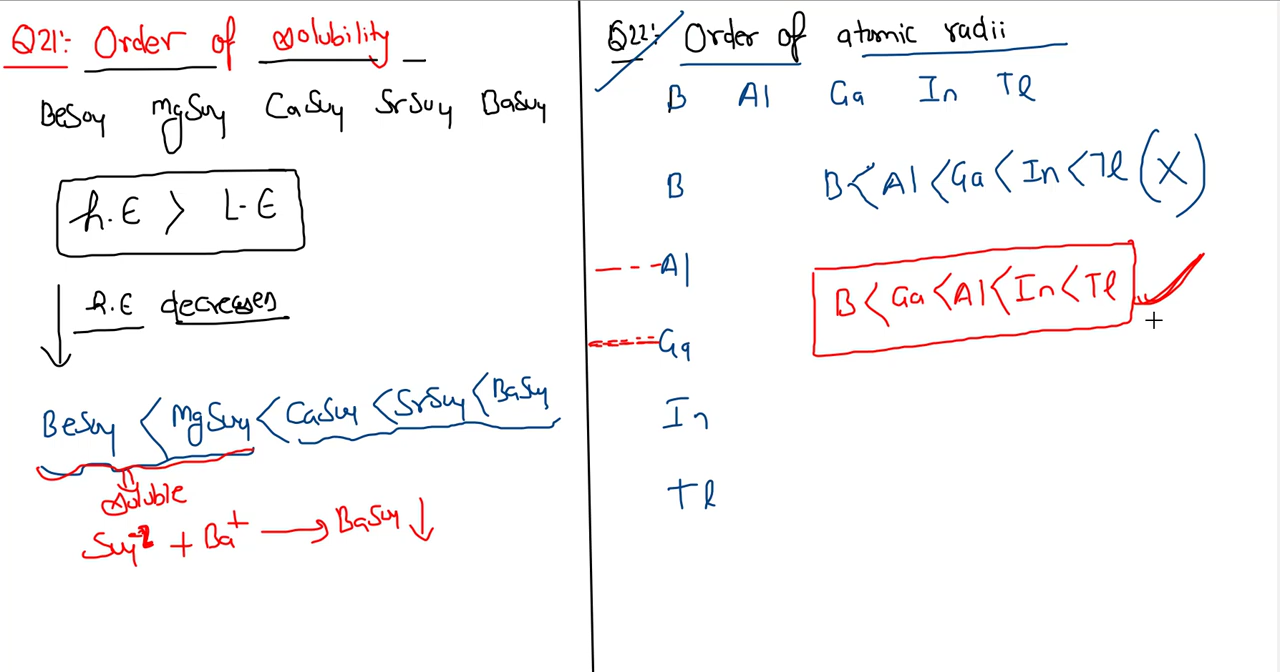 Q21:- Order of solubility
BeSO4 MgSO4 CaSO4 SrSO4 BaSO4
h.E > L.E
h.E decreases
BeSO4 < MgSO4 < CaSO4 < SrSO4 < BaSO4
soluble
SO4-2 + Ba+ → BaSO4 ↓
Q22:- Order of atomic radii
B Al Ga In Tl
B
B < Al < Ga < In < Tl (X)
Al
B < Ga < Al < In < Tl
Ga
In
Tl